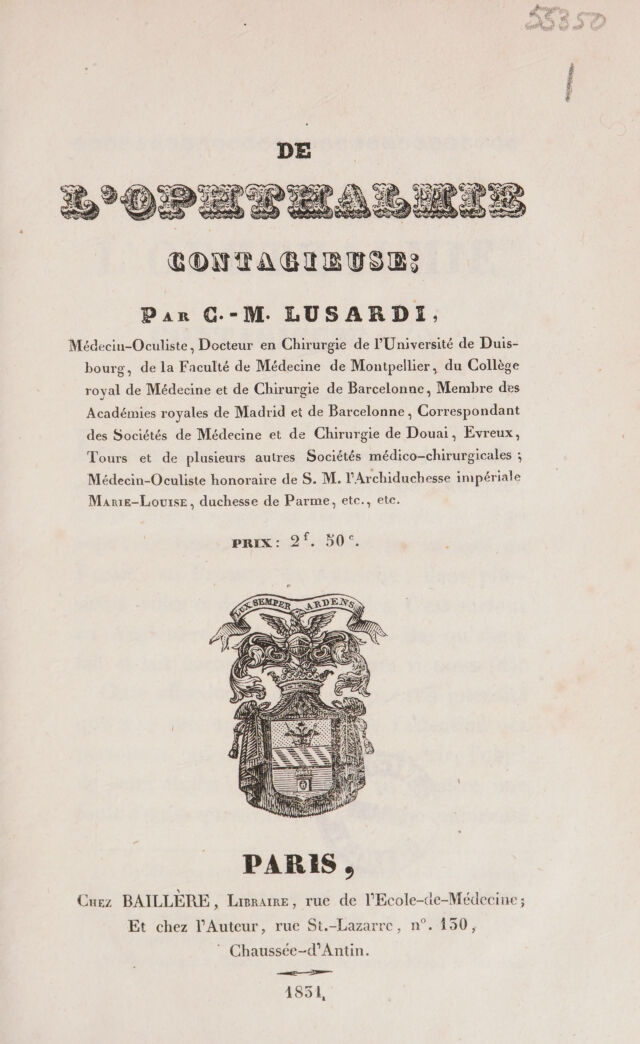 55350
1
DE
L'OPHTHALMIE
CONTAGIEUSE;
PAR C.-M. LUSARDI,
Médecin-Oculiste, Docteur en Chirurgie de l'Université de Duis-
bourg, de la Faculté de Médecine de Montpellier, du Collège
royal de Médecine et de Chirurgie de Barcelonne, Membre des
Académies royales de Madrid et de Barcelonne, Correspondant
des Sociétés de Médecine et de Chirurgie de Douai, Evreux,
Tours et de plusieurs autres Sociétés médico-chirurgicales ;
Médecin-Oculiste honoraire de S. M. l'Archiduchesse impériale
MARIE-LOUISE, duchesse de Parme, etc., etc.
PRIX: 2f. 50c.
LUX SEMPER ARDENS
PARIS,
CHEZ BAILLÈRE, LIBRAIRE, rue de l'Ecole-de-Médecine;
Et chez l'Auteur, rue St.-Lazarre, n°. 130,
Chaussée-d'Antin.
1831.